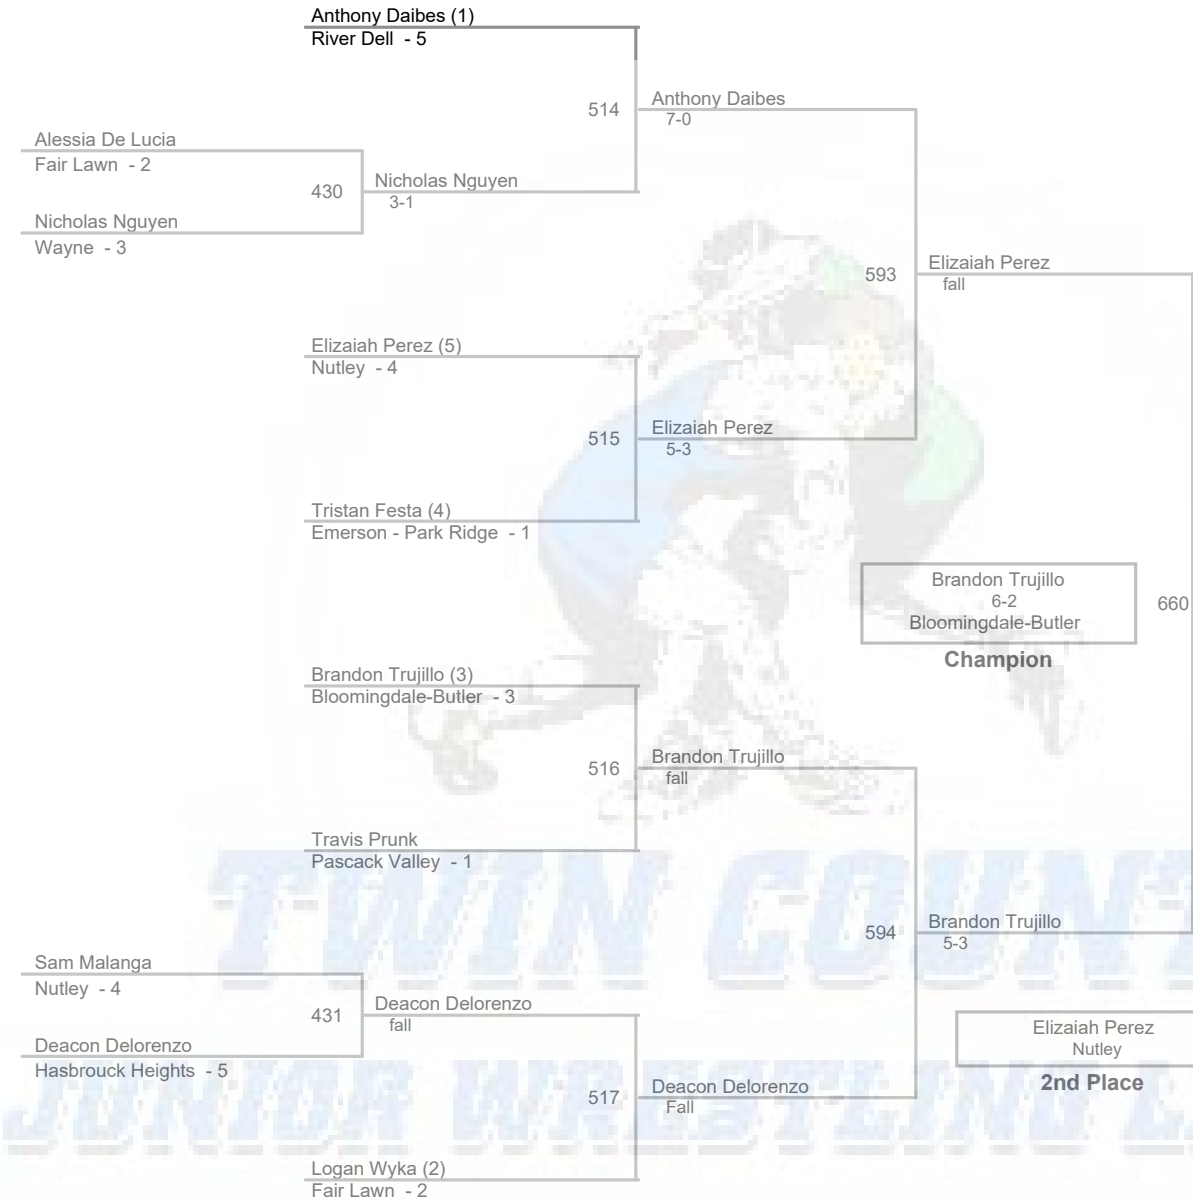 Anthony Daibes (1)
River Dell - 5
514
Anthony Daibes
7-0
Alessia De Lucia
Fair Lawn - 2
430
Nicholas Nguyen
3-1
Nicholas Nguyen
Wayne - 3
593
Elizaiah Perez
fall
Elizaiah Perez (5)
Nutley - 4
515
Elizaiah Perez
5-3
Tristan Festa (4)
Emerson - Park Ridge - 1
Brandon Trujillo
6-2
Bloomingdale-Butler
660
Champion
Brandon Trujillo (3)
Bloomingdale-Butler - 3
516
Brandon Trujillo
fall
Travis Prunk
Pascack Valley - 1
TWIN COUNT
594
Brandon Trujillo
5-3
Sam Malanga
Nutley - 4
431
Deacon Delorenzo
fall
Deacon Delorenzo
Hasbrouck Heights - 5
Elizaiah Perez
Nutley
2nd Place
517
Deacon Delorenzo
Fall
JUNIOR WRESTLING
Logan Wyka (2)
Fair Lawn - 2